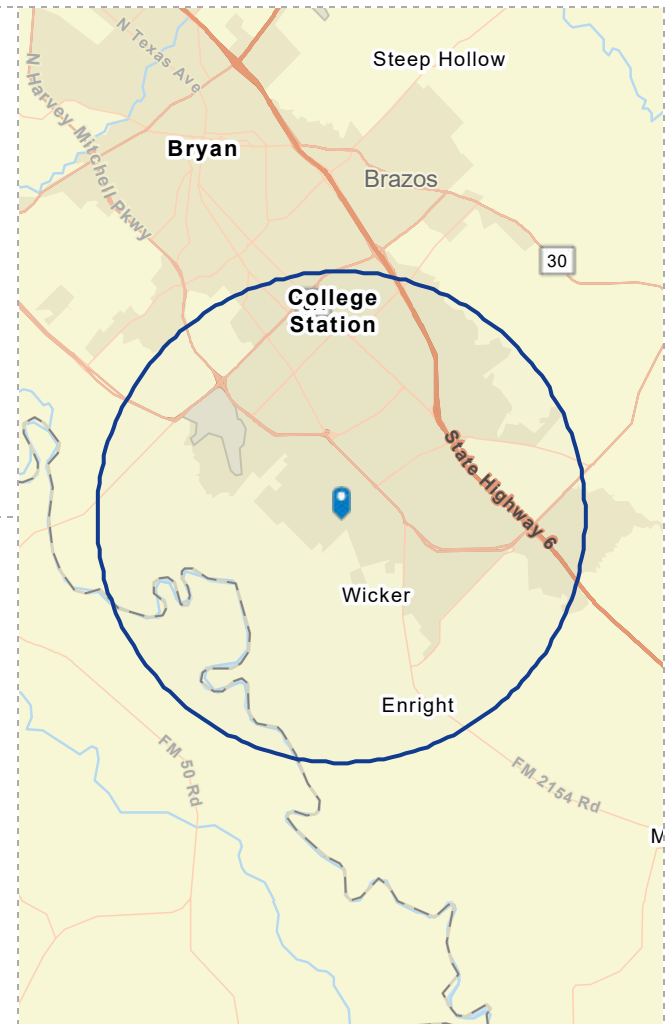 N Texas Ave
Steep Hollow
N Harvey Mitchell Pkwy
Bryan
Brazos
30
College
Station
State Highway 6
Wicker
Enright
FM 50 Rd
FM 2154 Rd
M